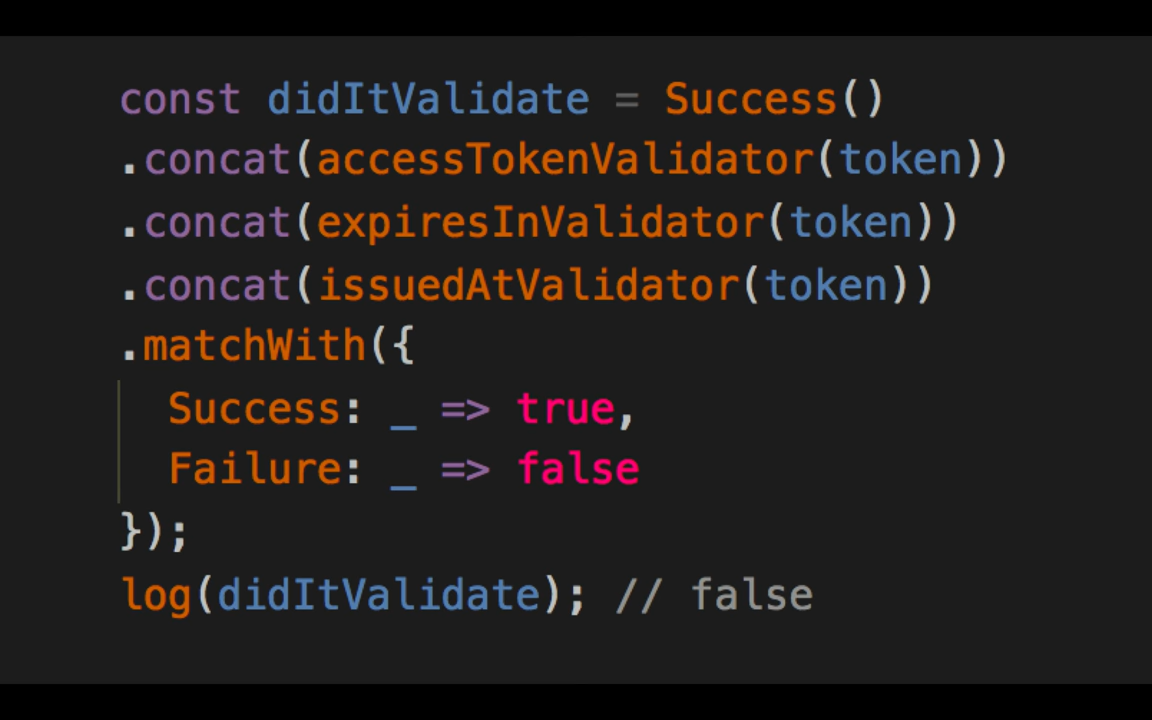 const didItValidate = Success()
.concat(accessTokenValidator(token))
.concat(expiresInValidator(token))
.concat(issuedAtValidator(token))
.matchWith({
  Success: _ => true,
  Failure: _ => false
});
log(didItValidate); // false